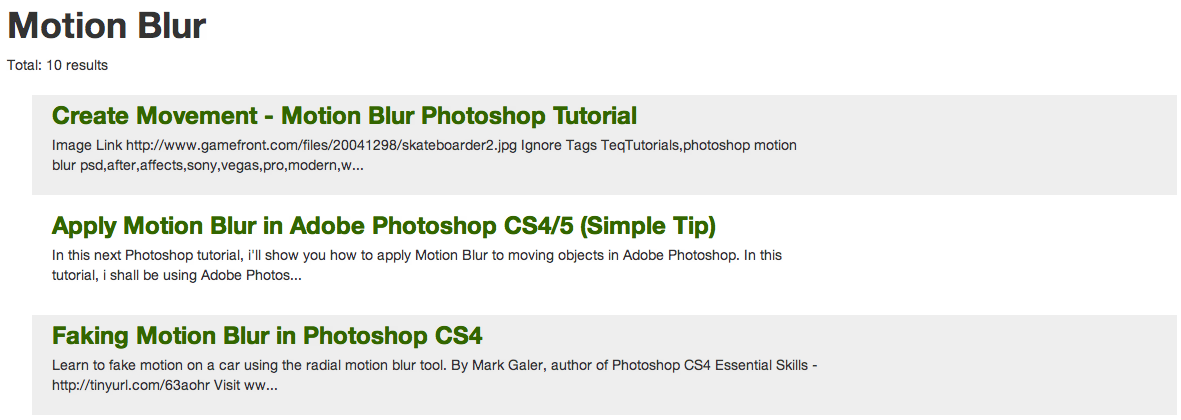 Motion Blur
Total: 10 results
Create Movement - Motion Blur Photoshop Tutorial
Image Link http://www.gamefront.com/files/20041298/skateboarder2.jpg Ignore Tags TeqTutorials,photoshop motion
blur psd,after,affects,sony,vegas,pro,modern,w...
Apply Motion Blur in Adobe Photoshop CS4/5 (Simple Tip)
In this next Photoshop tutorial, i'll show you how to apply Motion Blur to moving objects in Adobe Photoshop. In this
tutorial, i shall be using Adobe Photos...
Faking Motion Blur in Photoshop CS4
Learn to fake motion on a car using the radial motion blur tool. By Mark Galer, author of Photoshop CS4 Essential Skills -
http://tinyurl.com/63aohr Visit ww...